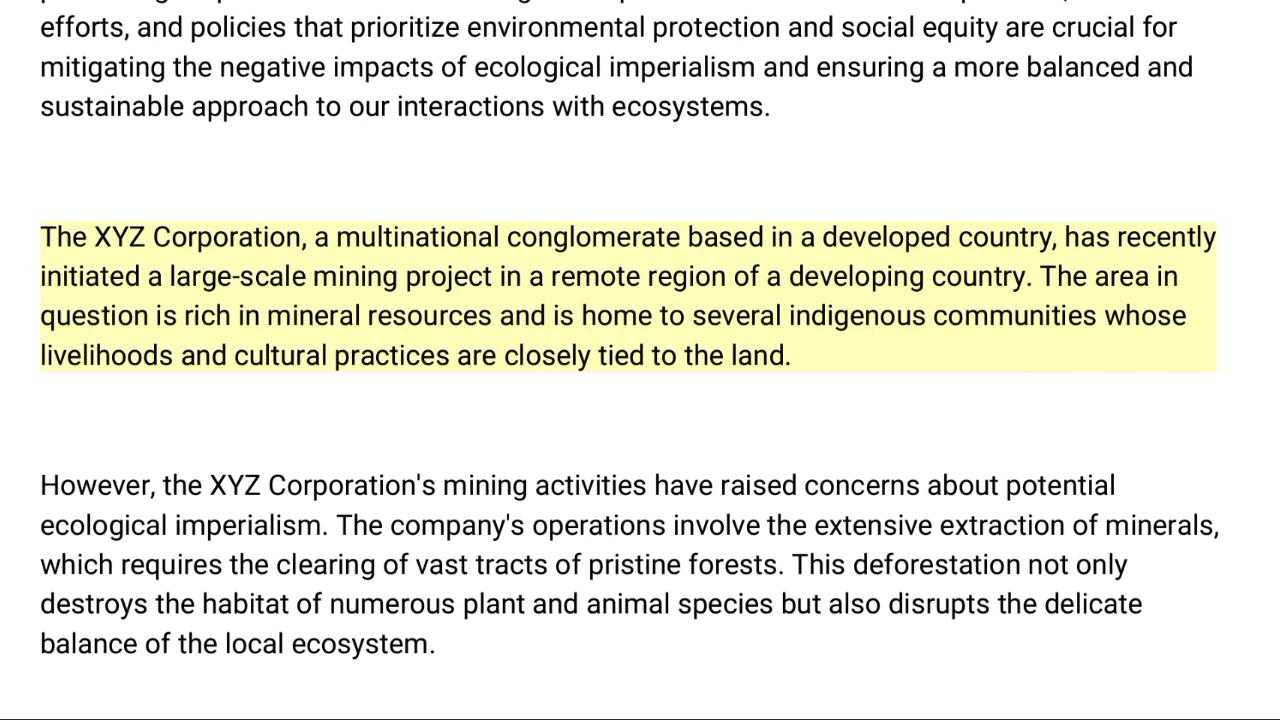 efforts, and policies that prioritize environmental protection and social equity are crucial for
mitigating the negative impacts of ecological imperialism and ensuring a more balanced and
sustainable approach to our interactions with ecosystems.
The XYZ Corporation, a multinational conglomerate based in a developed country, has recently
initiated a large-scale mining project in a remote region of a developing country. The area in
question is rich in mineral resources and is home to several indigenous communities whose
livelihoods and cultural practices are closely tied to the land.
However, the XYZ Corporation's mining activities have raised concerns about potential
ecological imperialism. The company's operations involve the extensive extraction of minerals,
which requires the clearing of vast tracts of pristine forests. This deforestation not only
destroys the habitat of numerous plant and animal species but also disrupts the delicate
balance of the local ecosystem.